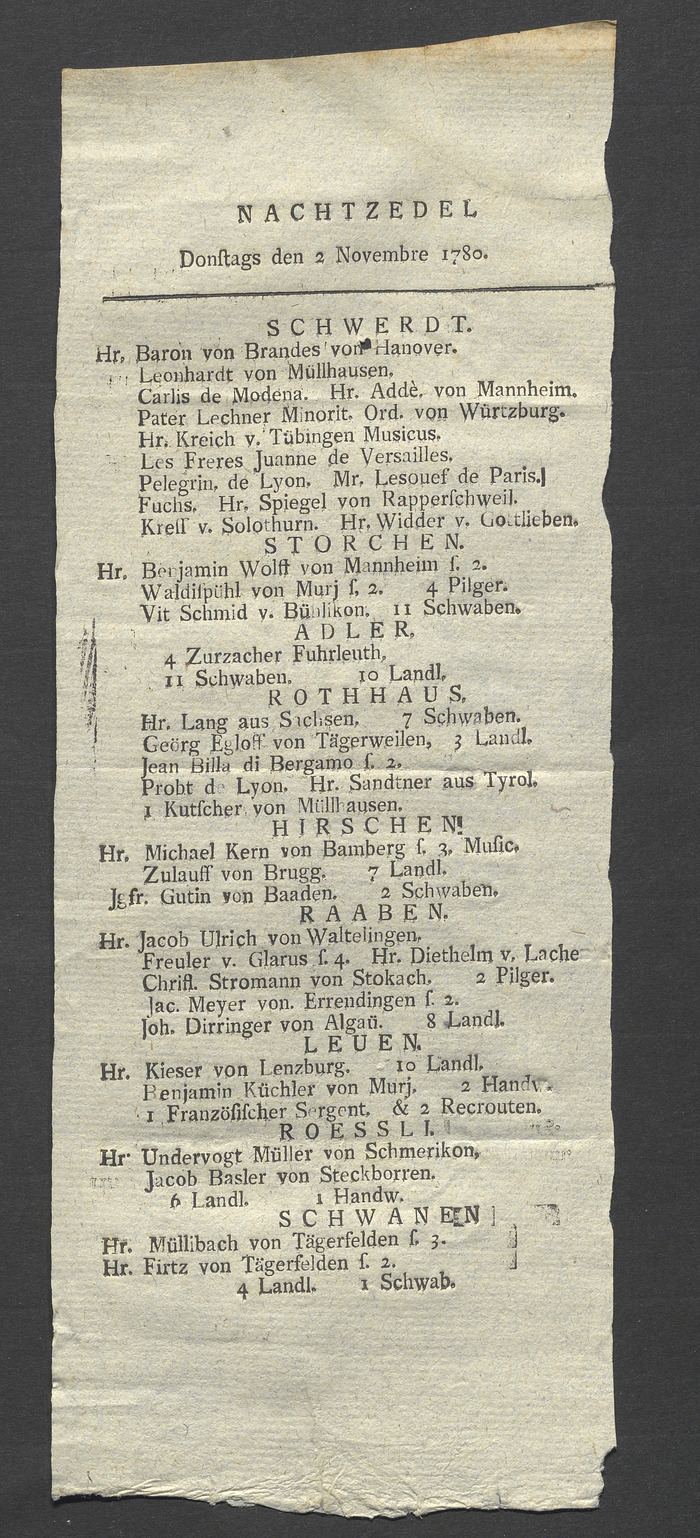 NACHTZEDEL
Donſtags den 2 Novembre 1780.
SCHWERDT.
Hr. Baron von Brandes von Hanover.
Leonhardt von Müllhausen.
Carlis de Modena. Hr. Addè. von Mannheim.
Pater Lechner Minorit. Ord. von Würtzburg.
Hr. Kreich v. Tübingen Musicus.
Les Freres Juanne de Versailles.
Pelegrin. de Lyon. Mr. Lesouef de Paris.
Fuchs. Hr. Spiegel von Rapperſchweil.
Kreſſ v. Solothurn. Hr. Widder v. Gottlieben.
STORCHEN.
Hr. Benjamin Wolff von Mannheim ſ. 2.
Waldiſpühl von Murj ſ. 2. 4 Pilger.
Vit Schmid v. Büblikon. 11 Schwaben.
ADLER.
4 Zurzacher Fuhrleuth.
11 Schwaben. 10 Landl.
ROTHHAUS.
Hr. Lang aus Sachsen. 7 Schwaben.
Geörg Egloff von Tägerweilen, 3 Landl.
Jean Billa di Bergamo ſ. 2.
Probt de Lyon. Hr. Sandtner aus Tyrol.
1 Kutſcher von Müllhausen.
HIRSCHEN.
Hr. Michael Kern von Bamberg ſ. 3. Muſic.
Zulauff von Brugg. 7 Landl.
Jgfr. Gutin von Baaden. 2 Schwaben.
RAABEN.
Hr. Jacob Ulrich von Waltelingen.
Freuler v. Glarus ſ. 4. Hr. Diethelm v. Lache
Chriſt. Stromann von Stokach. 2 Pilger.
Jac. Meyer von. Errendingen ſ. 2.
Joh. Dirringer von Algaü. 8 Landl.
LEUEN.
Hr. Kieser von Lenzburg. 10 Landl.
Benjamin Küchler von Murj. 2 Handw.
1 Franzöſiſcher Sergent. & 2 Recrouten.
ROESSLI.
Hr. Undervogt Müller von Schmerikon,
Jacob Basler von Steckborren.
6 Landl. 1 Handw.
SCHWANEN
Hr. Müllibach von Tägerfelden ſ. 3.
Hr. Firtz von Tägerfelden ſ. 2.
4 Landl. 1 Schwab.